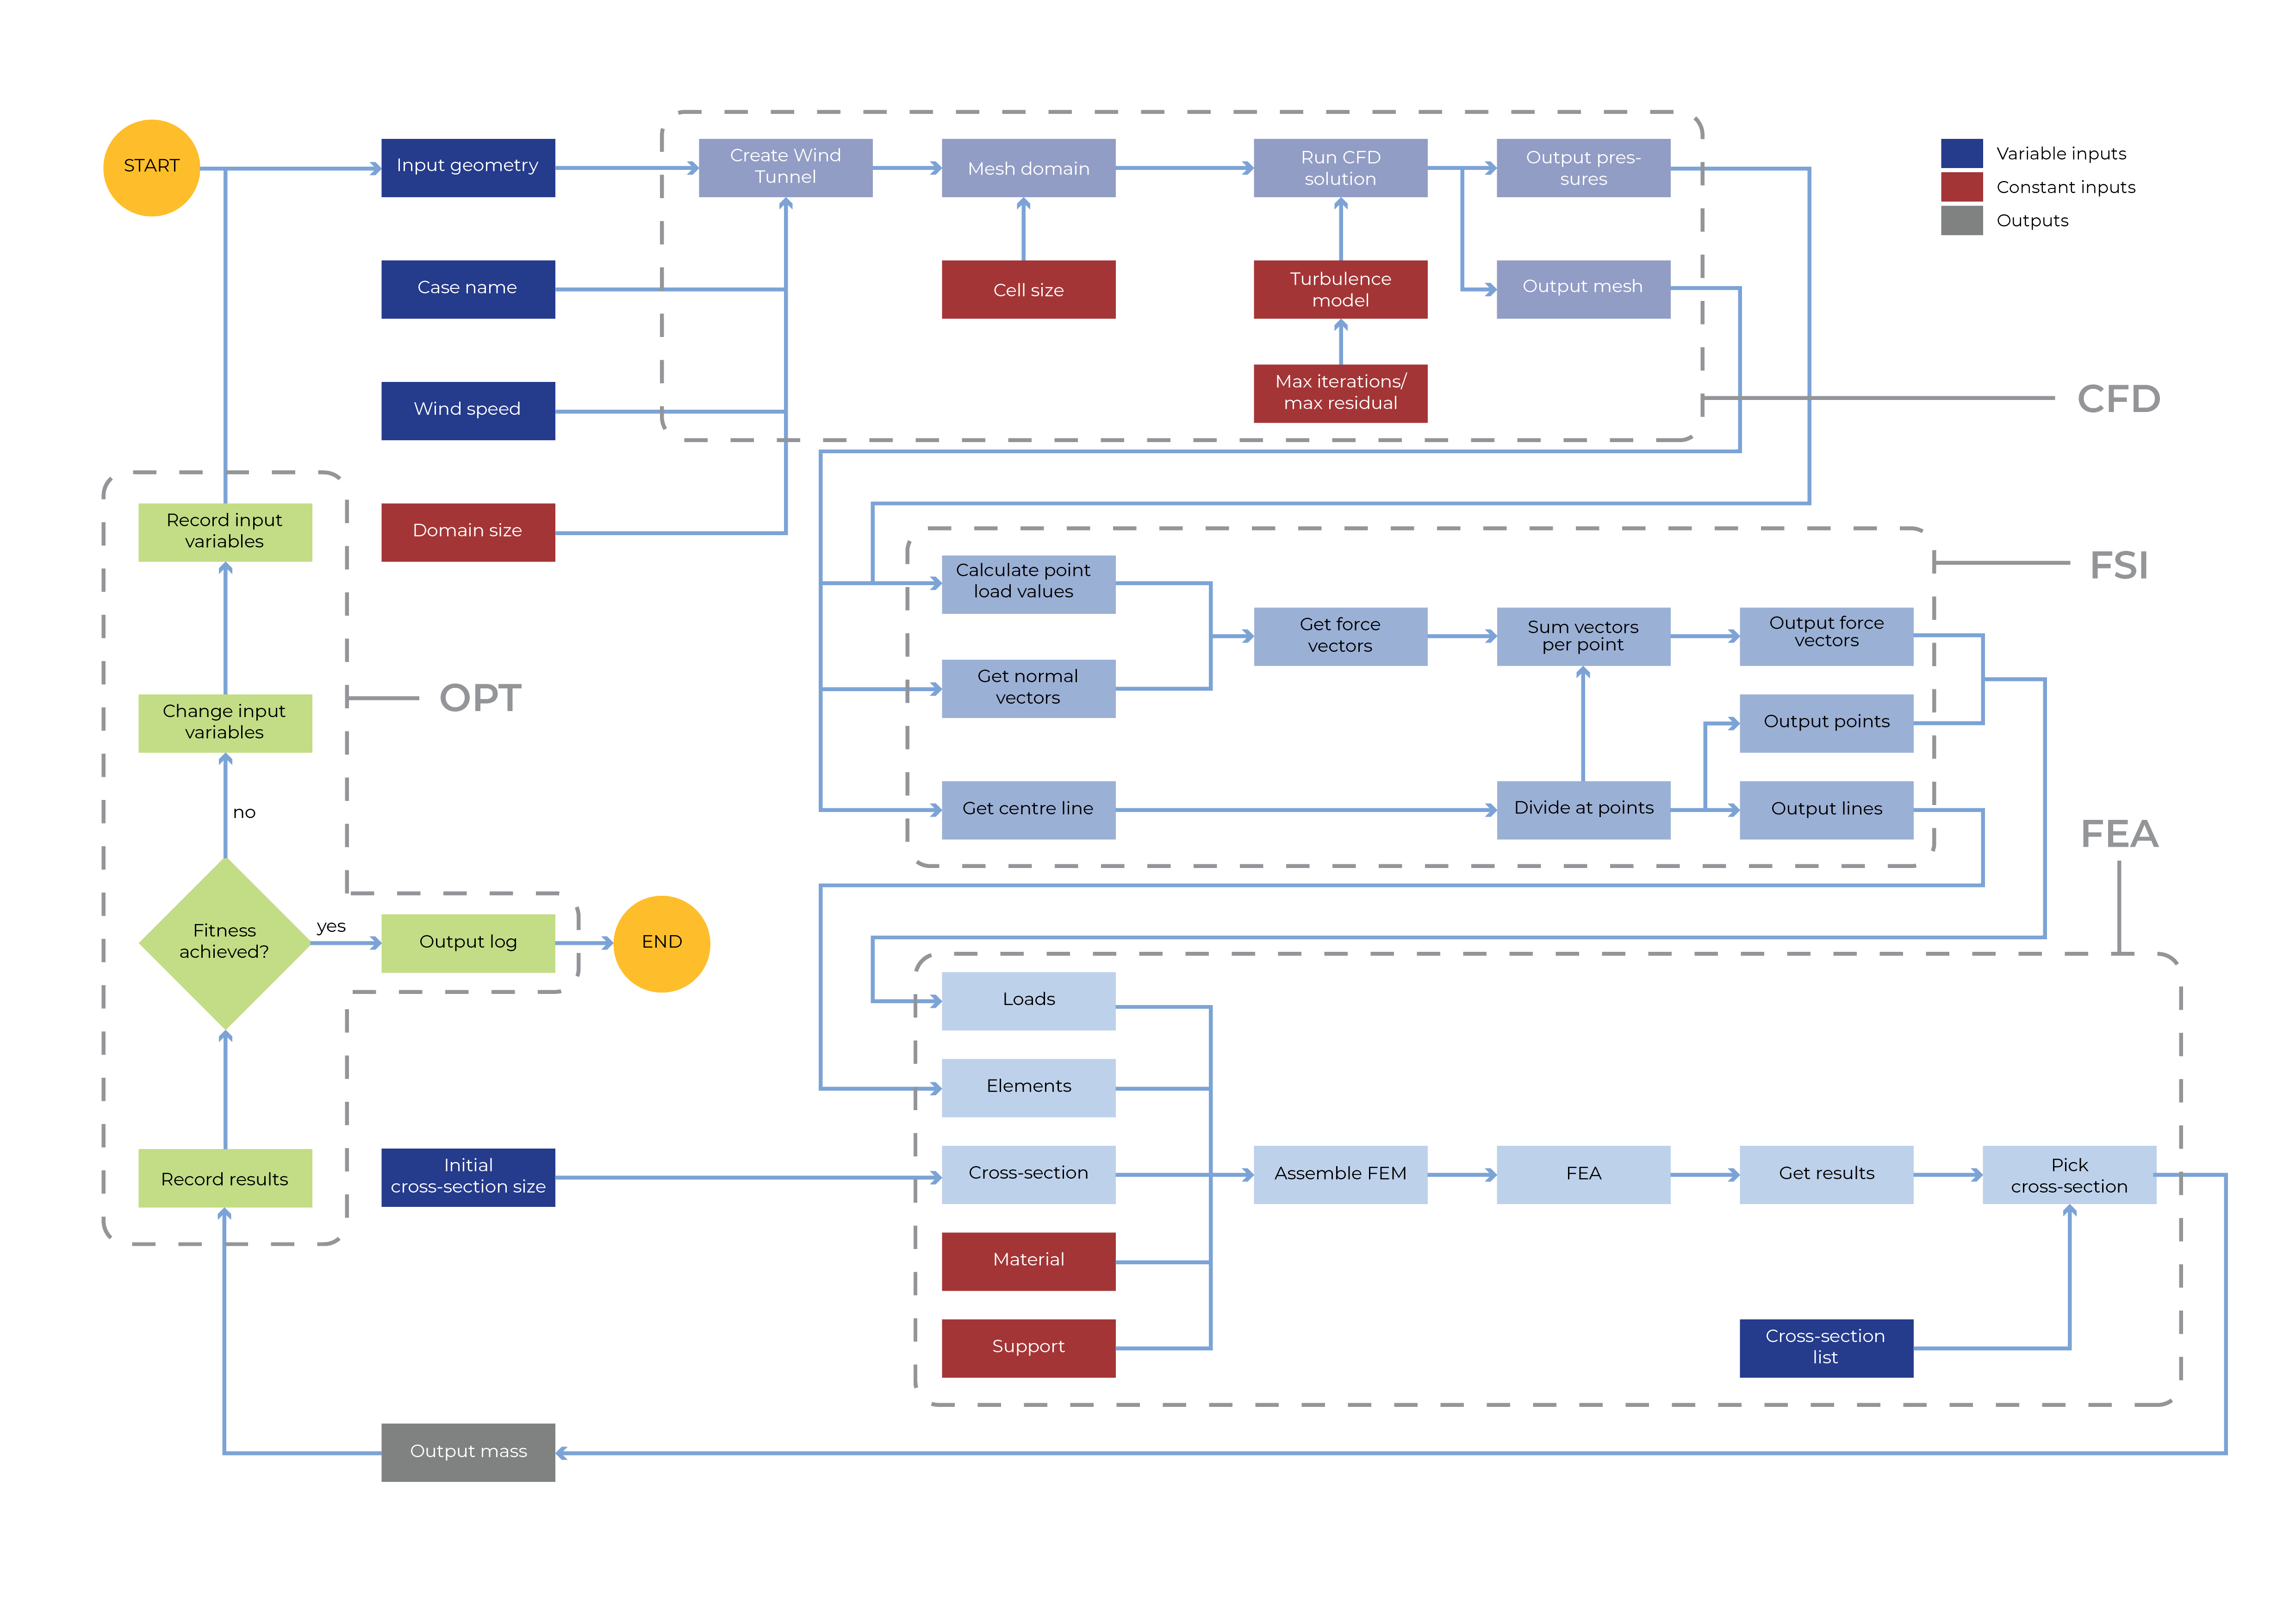 START
Input geometry
Create Wind
Tunnel
Mesh domain
Run CFD
solution
Output pres-
sures
Variable inputs
Constant inputs
Outputs
Case name
Cell size
Turbulence
model
Output mesh
Wind speed
Max iterations/
max residual
CFD
Record input
variables
Domain size
Calculate point
load values
FSI
Get force
vectors
Sum vectors
per point
Output force
vectors
Change input
variables
OPT
Get normal
vectors
Output points
no
Get centre line
Divide at points
Output lines
FEA
Fitness
achieved?
yes
Output log
END
Loads
Elements
Record results
Initial
cross-section size
Cross-section
Assemble FEM
FEA
Get results
Pick
cross-section
Material
Support
Cross-section
list
Output mass